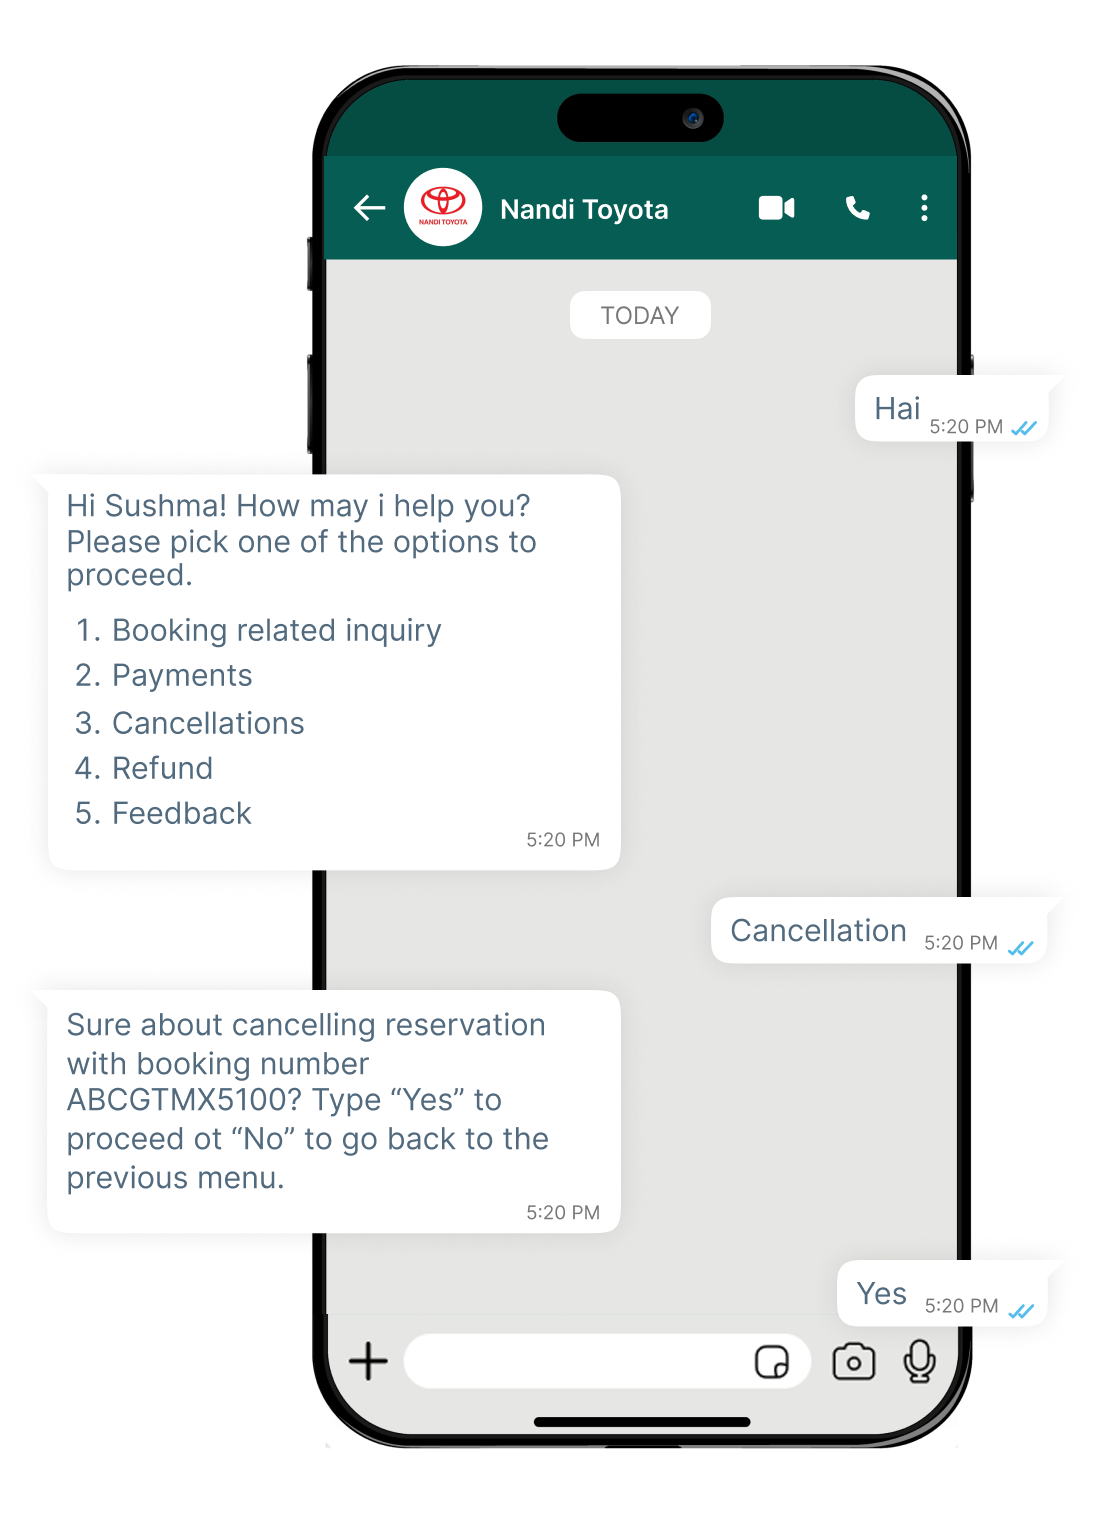 NANDI TOYOTA
Nandi Toyota
TODAY
Hai
5:20 PM
Hi Sushma! How may i help you?
Please pick one of the options to
proceed.
1. Booking related inquiry
2. Payments
3. Cancellations
4. Refund
5. Feedback
5:20 PM
Cancellation
5:20 PM
Sure about cancelling reservation
with booking number
ABCGTMX5100? Type “Yes” to
proceed ot “No” to go back to the
previous menu.
5:20 PM
Yes
5:20 PM